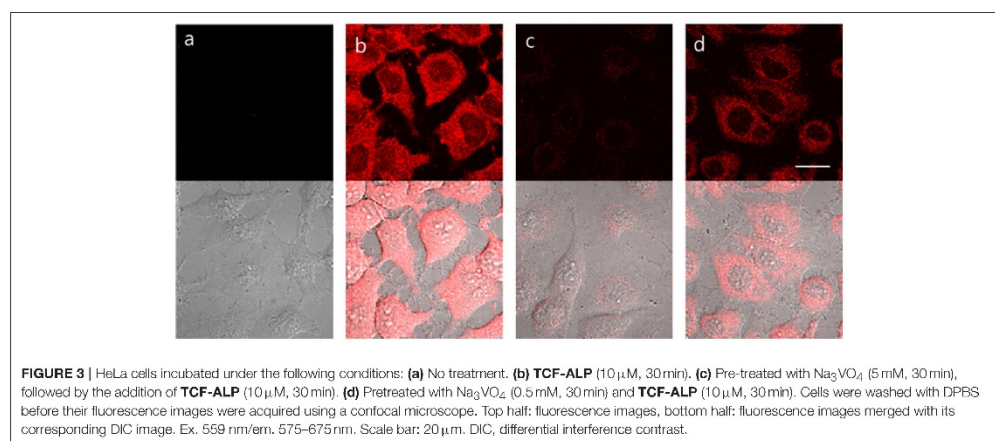 a b c d
FIGURE 3 | HeLa cells incubated under the following conditions: (a) No treatment. (b) TCF-ALP (10 μM, 30 min). (c) Pre-treated with Na₃VO₄ (5 mM, 30 min),
followed by the addition of TCF-ALP (10 μM, 30 min). (d) Pretreated with Na₃VO₄ (0.5 mM, 30 min) and TCF-ALP (10 μM, 30 min). Cells were washed with DPBS
before their fluorescence images were acquired using a confocal microscope. Top half: fluorescence images, bottom half: fluorescence images merged with its
corresponding DIC image. Ex. 559 nm/em. 575–675 nm. Scale bar: 20 μm. DIC, differential interference contrast.